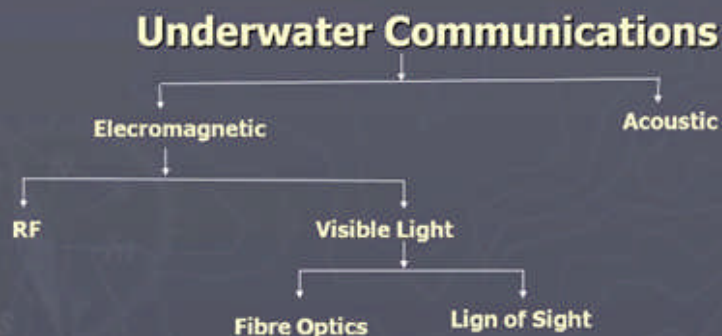 Underwater Communications
Elecromagnetic
Acoustic
RF
Visible Light
Fibre Optics
Lign of Sight